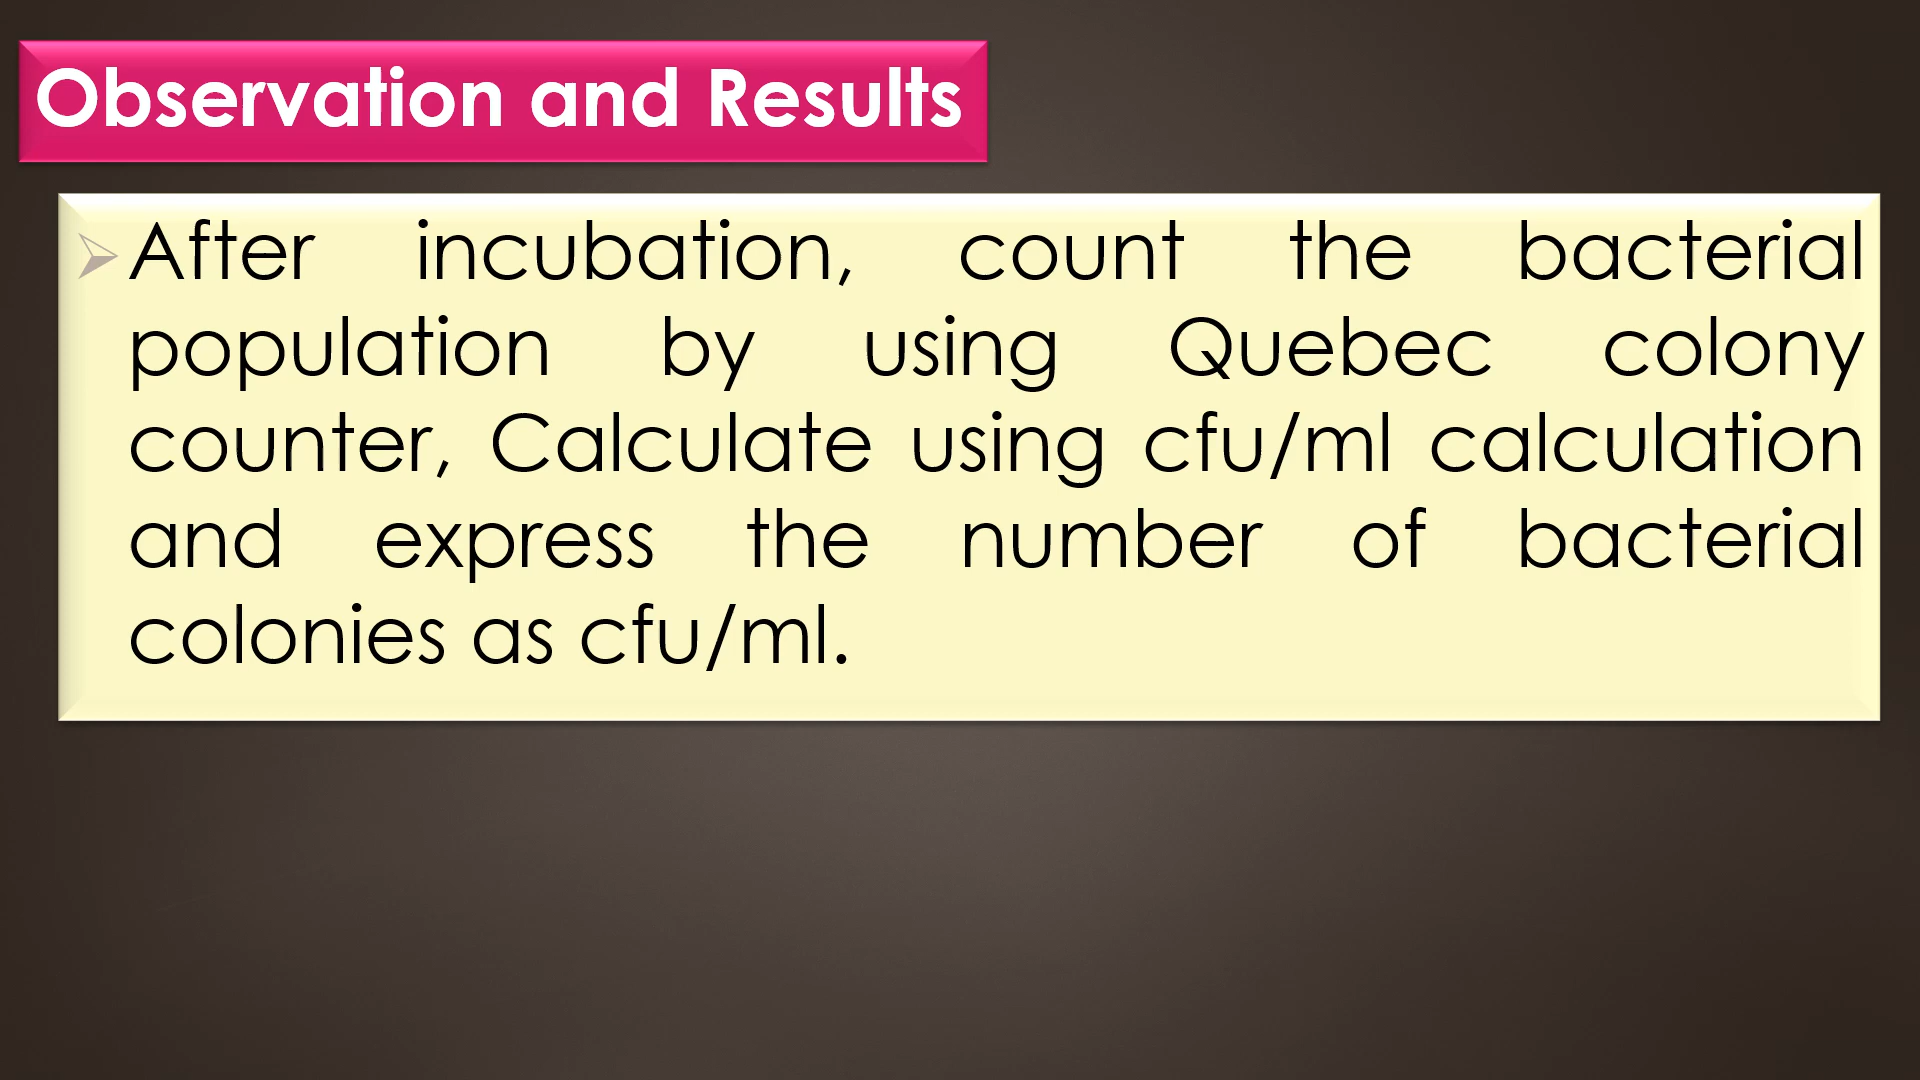 Observation and Results
After incubation, count the bacterial
population by using Quebec colony
counter, Calculate using cfu/ml calculation
and express the number of bacterial
colonies as cfu/ml.